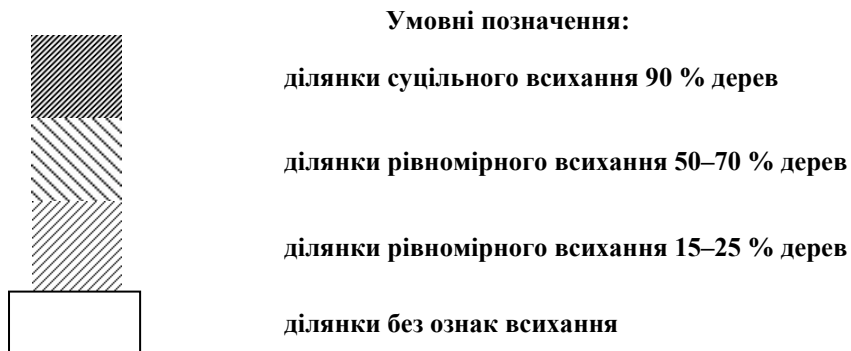 Умовні позначення:
ділянки суцільного всихання 90 % дерев
ділянки рівномірного всихання 50–70 % дерев
ділянки рівномірного всихання 15–25 % дерев
ділянки без ознак всихання